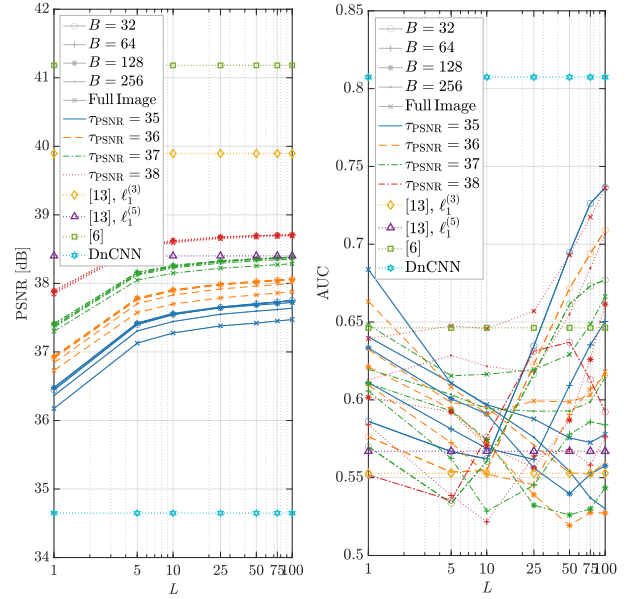 42
41
40
39
38
37
36
35
34
PSNR [dB]
1
5
10
25
50
75
100
L
B = 32
B = 64
B = 128
B = 256
Full Image
τPSNR = 35
τPSNR = 36
τPSNR = 37
τPSNR = 38
[13], ℓ₁⁽³⁾
[13], ℓ₁⁽⁵⁾
[6]
DnCNN
0.85
0.8
0.75
0.7
0.65
0.6
0.55
0.5
AUC
1
5
10
25
50
75
100
L
B = 32
B = 64
B = 128
B = 256
Full Image
τPSNR = 35
τPSNR = 36
τPSNR = 37
τPSNR = 38
[13], ℓ₁⁽³⁾
[13], ℓ₁⁽⁵⁾
[6]
DnCNN